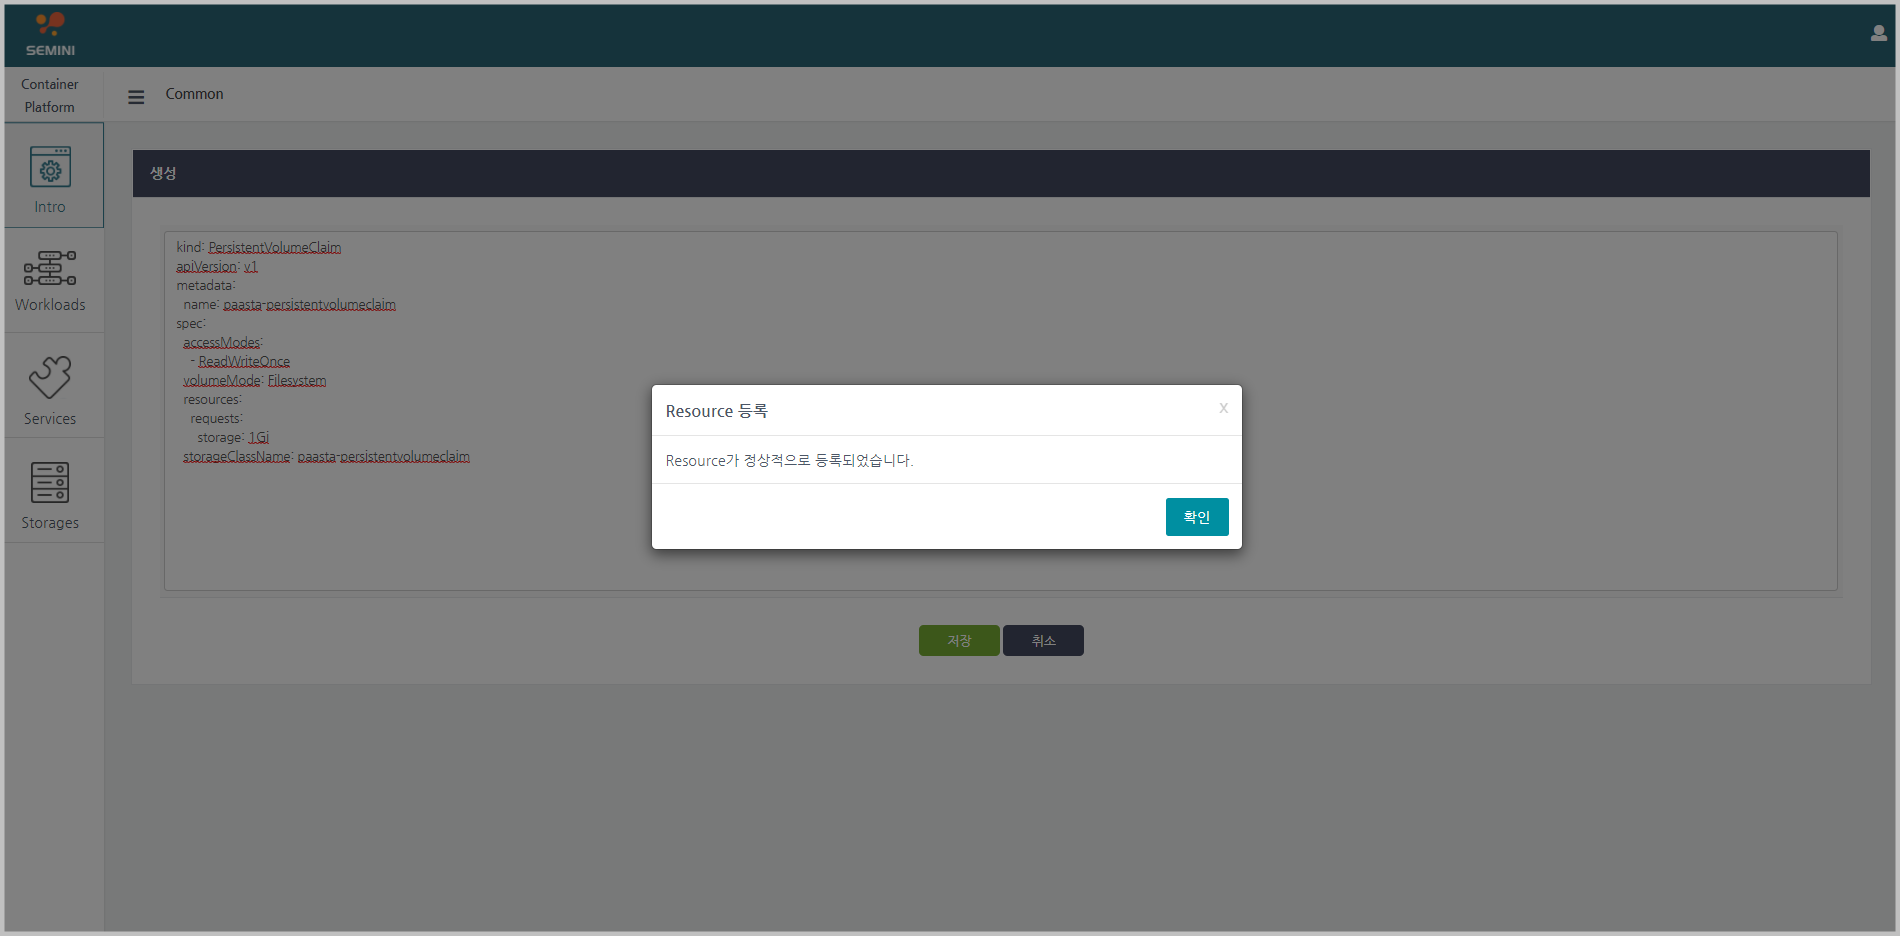 SEMINI
Container
Platform
Common
Intro
Workloads
Services
Storages
생성
kind: PersistentVolumeClaim
apiVersion: v1
metadata:
  name: paasta-persistentvolumeclaim
spec:
  accessModes:
    - ReadWriteOnce
  volumeMode: Filesystem
  resources:
    requests:
      storage: 1Gi
  storageClassName: paasta-persistentvolumeclaim
Resource 등록
x
Resource가 정상적으로 등록되었습니다.
확인
저장 취소